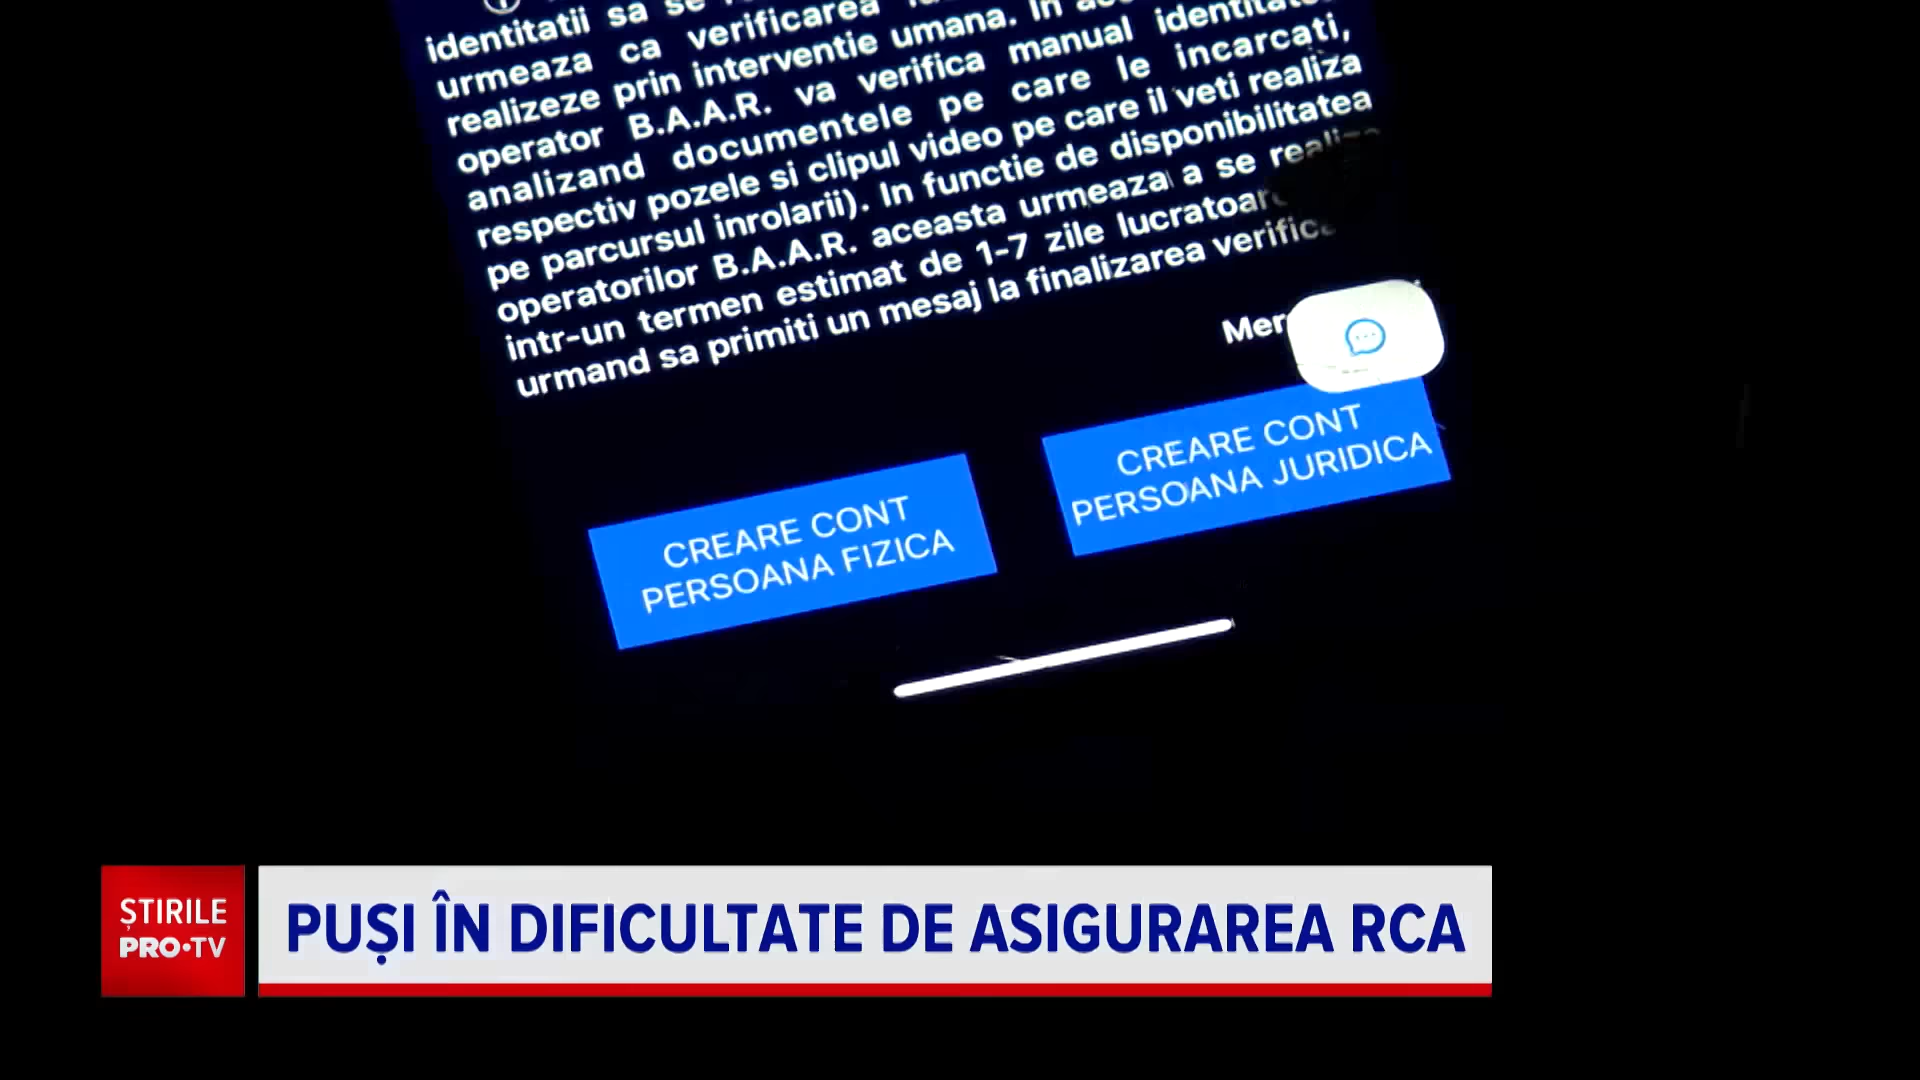 identitatii sa se
urmeaza ca verificarea
realizeze prin interventie umana. In
operator B.A.A.R. va verifica manual
analizand documentele pe care le incarcati,
respectiv pozele si clipul video pe care il veti realiza
pe parcursul inrolarii). In functie de disponibilitatea
operatorilor B.A.A.R. aceasta urmeaza a se
intr-un termen estimat de 1-7 zile
urmand sa primiti un mesaj la finalizarea
CREARE CONT
PERSOANA FIZICA
CREARE CONT
PERSOANA JURIDICA
ȘTIRILE
PRO•TV
PUȘI ÎN DIFICULTATE DE ASIGURAREA RCA